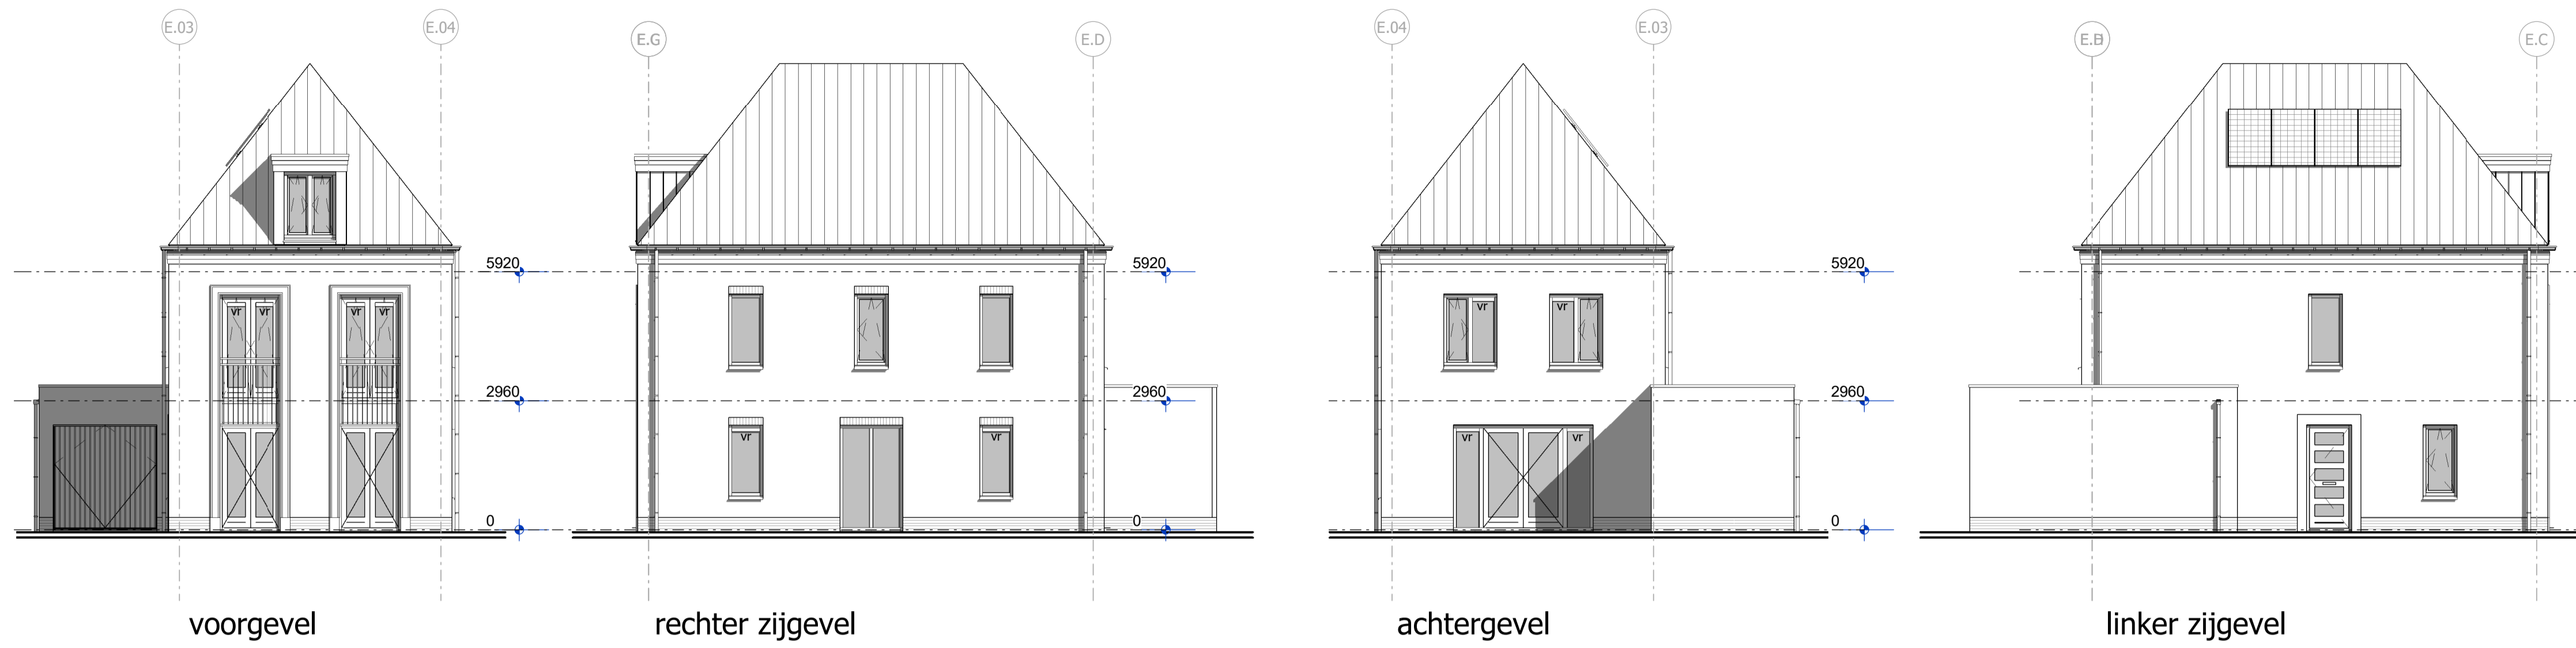 E.03 E.04
E.G E.D
E.04 E.03
E.C
5920
2960
0
vr vr vr vr
5920
2960
0
vr vr
5920
2960
0
vr vr
vr vr
voorgevel
rechter zijgevel
achtergevel
linker zijgevel